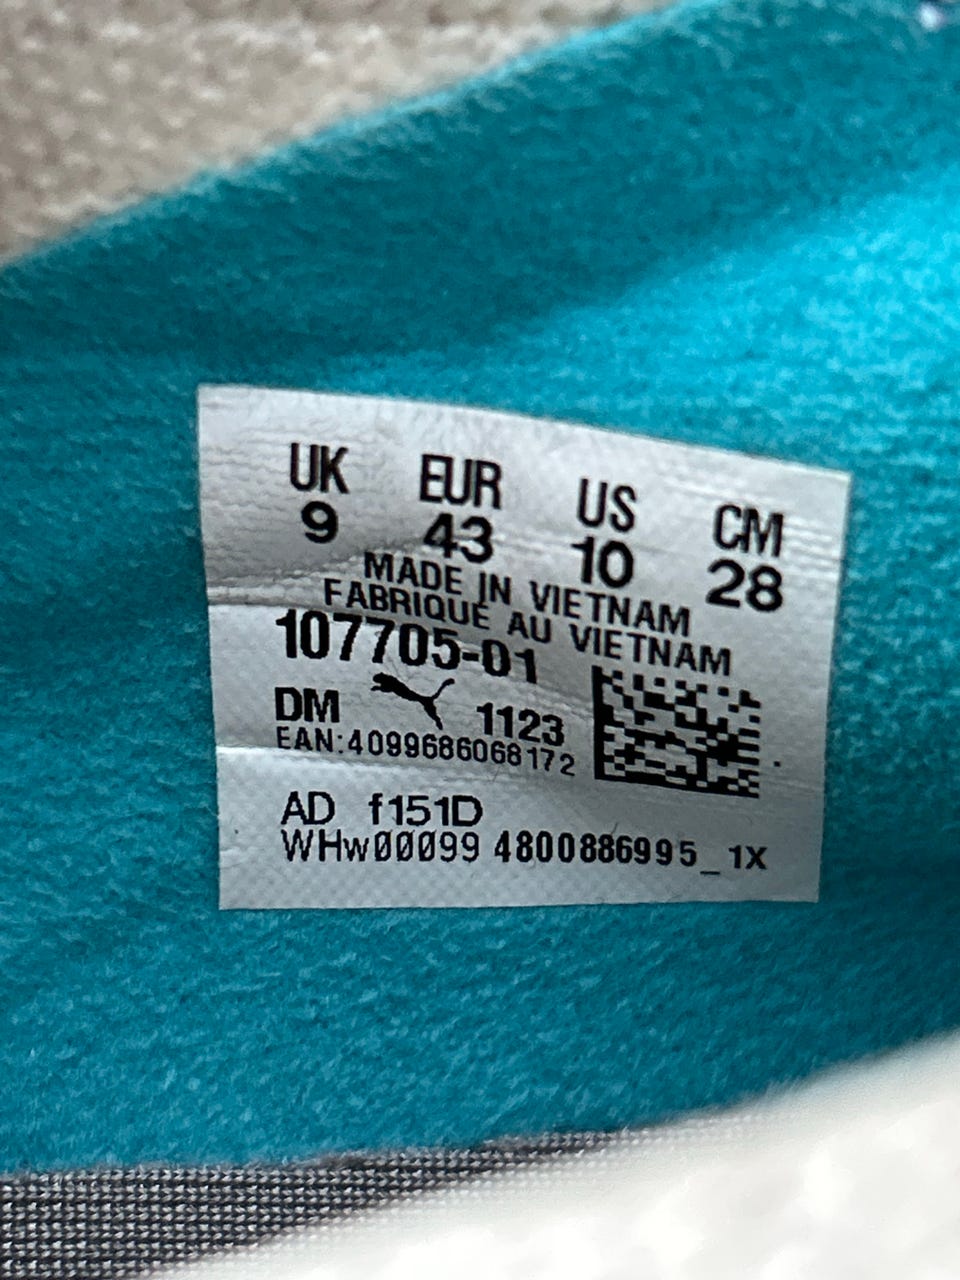 UK EUR US CM
9 43 10 28
MADE IN VIETNAM
FABRIQUÉ AU VIETNAM
107705-01
DM 1123
EAN:4099686068172
AD f151D
WHw00099 4800886995_1X